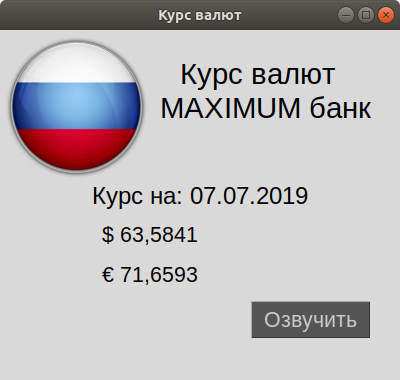 Курс валют
Курс валют
MAXIMUM банк
Курс на: 07.07.2019
$ 63,5841
€ 71,6593
Озвучить